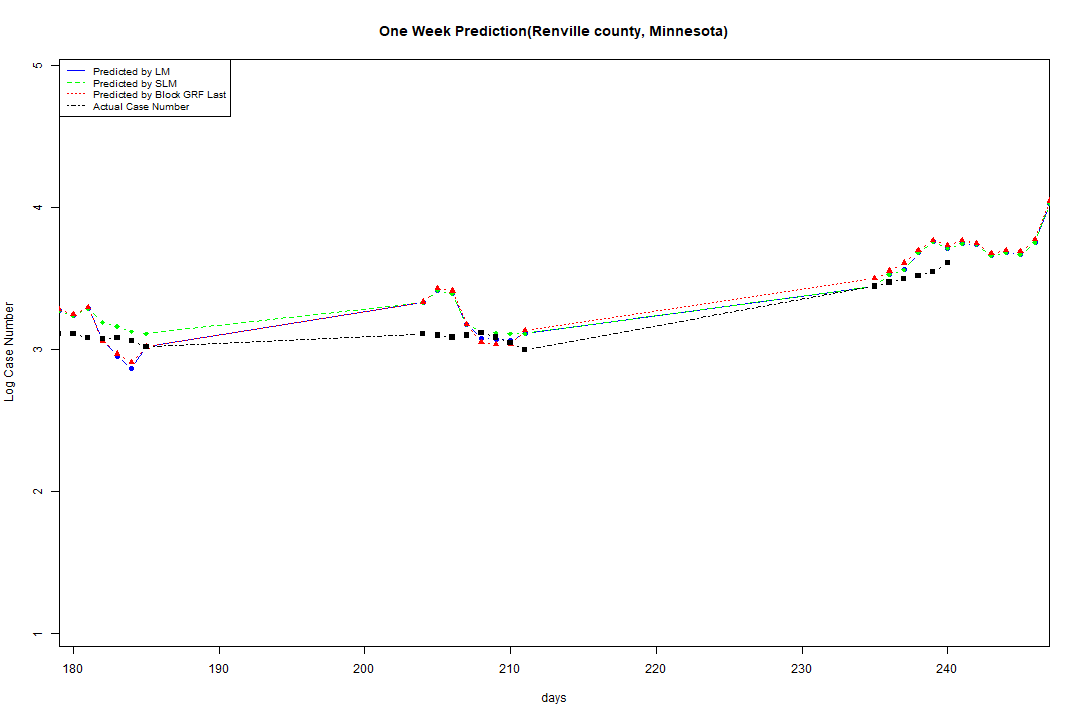 One Week Prediction(Renville county, Minnesota)
Predicted by LM
Predicted by SLM
Predicted by Block GRF Last
Actual Case Number
5
4
3
2
1
Log Case Number
180 190 200 210 220 230 240
days